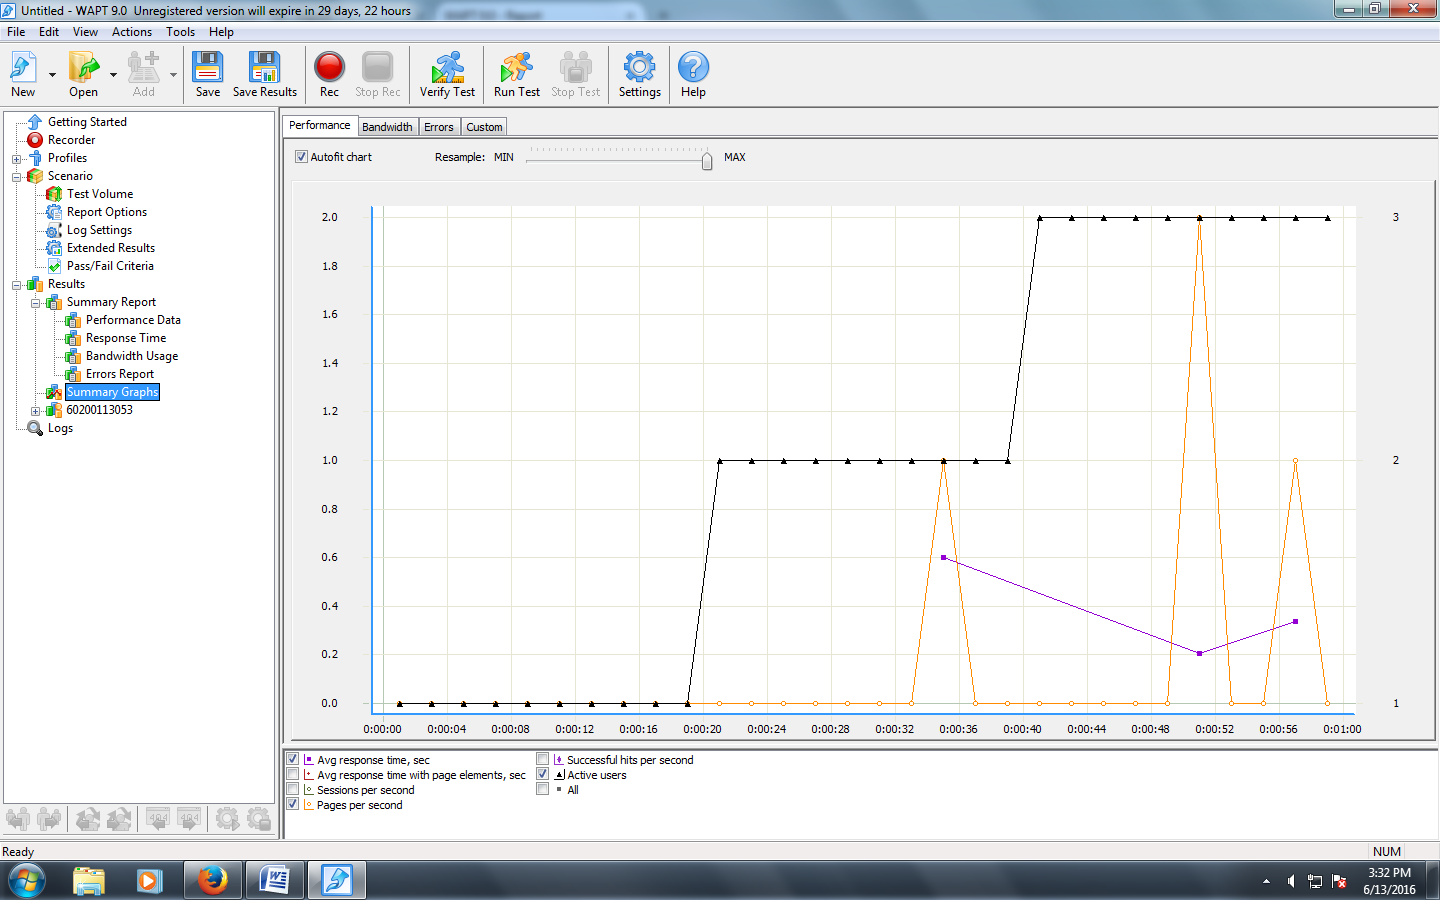 Untitled - WAPT 9.0  Unregistered version will expire in 29 days, 22 hours
File Edit View Actions Tools Help
New Open Add Save Save Results Rec Stop Rec Verify Test Run Test Stop Test Settings Help
Getting Started
Recorder
Profiles
Scenario
Test Volume
Report Options
Log Settings
Extended Results
Pass/Fail Criteria
Results
Summary Report
Performance Data
Response Time
Bandwidth Usage
Errors Report
Summary Graphs
60200113053
Logs
Performance Bandwidth Errors Custom
Autofit chart Resample: MIN MAX
2.0 3
1.8
1.6
1.4
1.2
1.0 2
0.8
0.6
0.4
0.2
0.0 1
0:00:00 0:00:04 0:00:08 0:00:12 0:00:16 0:00:20 0:00:24 0:00:28 0:00:32 0:00:36 0:00:40 0:00:44 0:00:48 0:00:52 0:00:56 0:01:00
Avg response time, sec Successful hits per second
Avg response time with page elements, sec Active users
Sessions per second All
Pages per second
404 404
Ready NUM
3:32 PM
6/13/2016